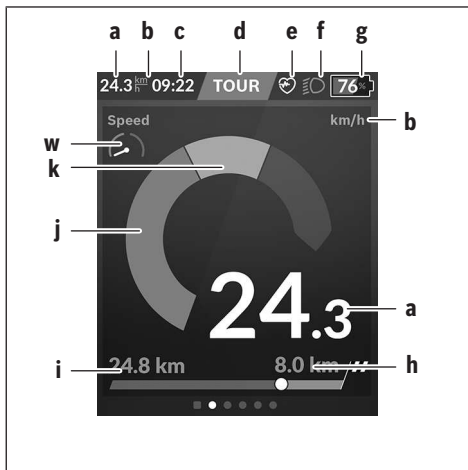 a b c d e f g
24.3 km/h 09:22 TOUR 76%
Speed km/h b
w
k
j
24.3 a
i 24.8 km 8.0 km h